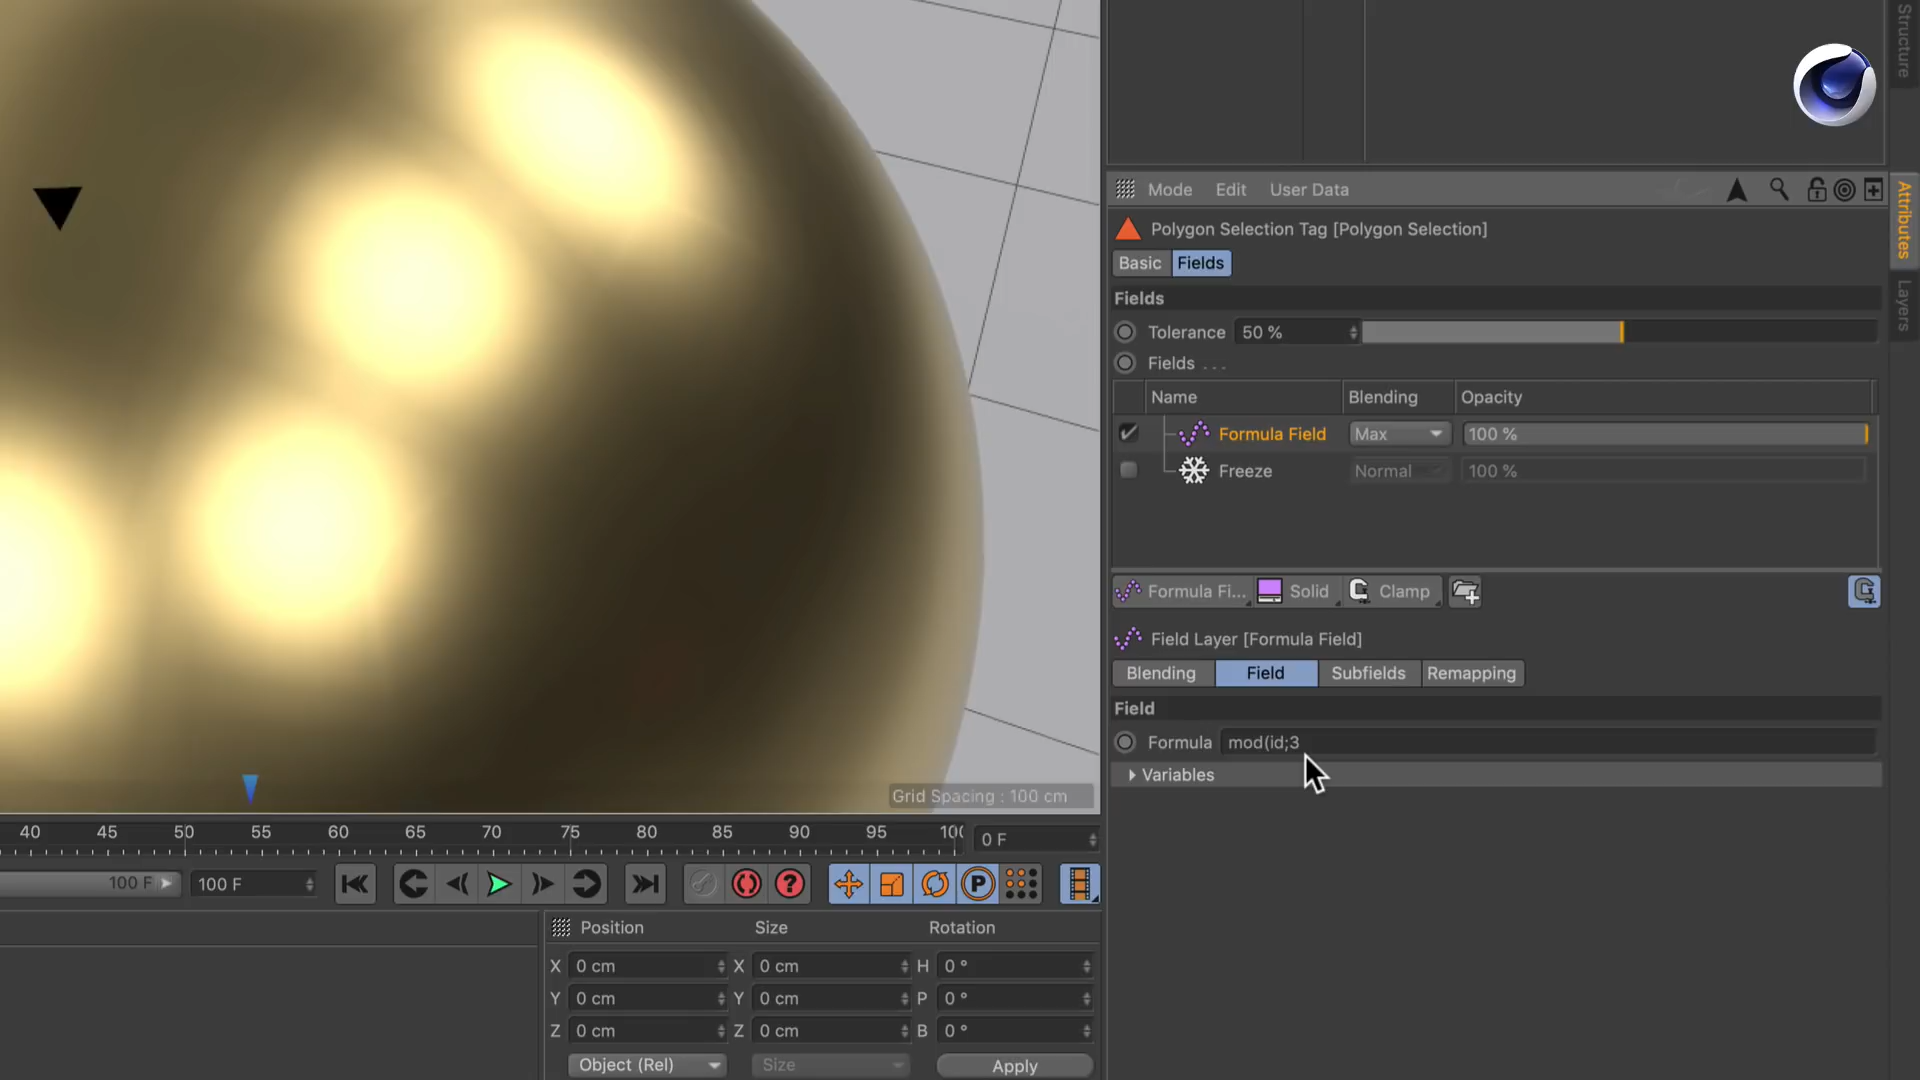 Structure
Mode Edit User Data
Attributes
Layers
Polygon Selection Tag [Polygon Selection]
Basic Fields
Fields
Tolerance 50 %
Fields . . .
Name Blending Opacity
Formula Field Max 100 %
Freeze Normal 100 %
Formula Fi... Solid Clamp
Field Layer [Formula Field]
Blending Field Subfields Remapping
Field
Formula mod(id;3
Variables
Grid Spacing : 100 cm
40 45 50 55 60 65 70 75 80 85 90 95 100 0 F
100 F 100 F
P
Position Size Rotation
X 0 cm X 0 cm H 0 °
Y 0 cm Y 0 cm P 0 °
Z 0 cm Z 0 cm B 0 °
Object (Rel) Size Apply